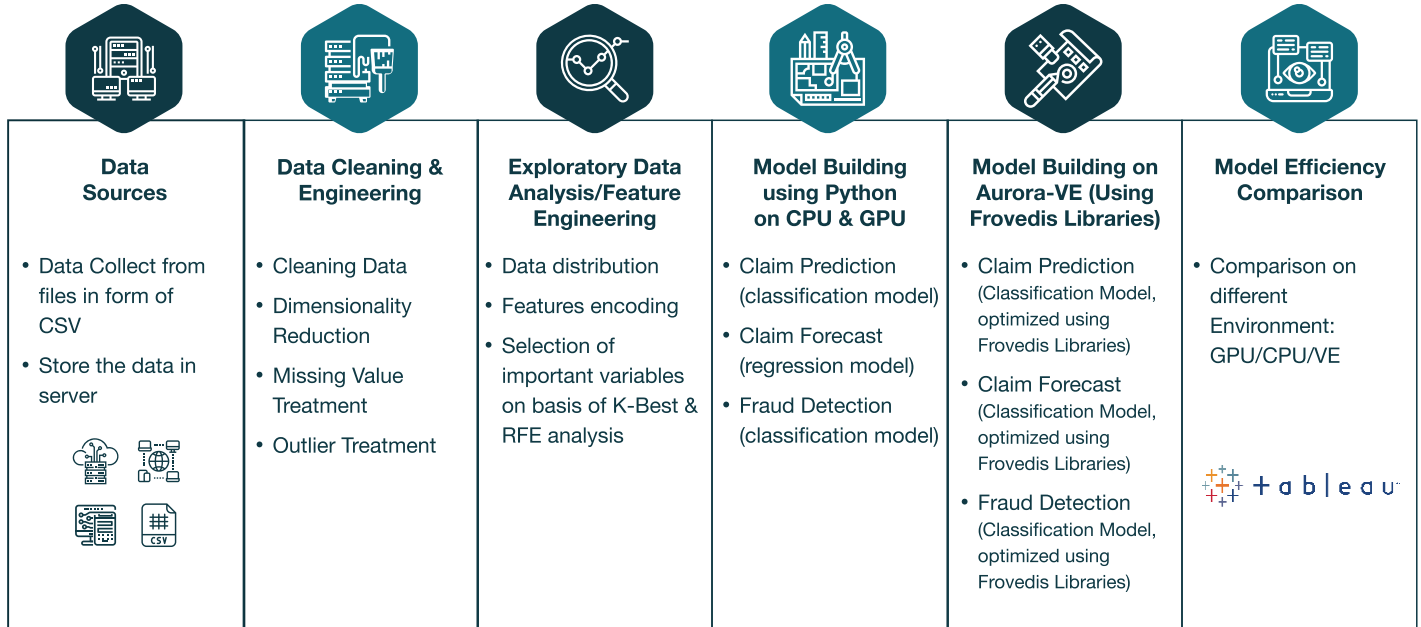 Data
Sources
• Data Collect from
files in form of
CSV
• Store the data in
server
CSV
Data Cleaning &
Engineering
• Cleaning Data
• Dimensionality
Reduction
• Missing Value
Treatment
• Outlier Treatment
Exploratory Data
Analysis/Feature
Engineering
• Data distribution
• Features encoding
• Selection of
important variables
on basis of K-Best &
RFE analysis
Model Building
using Python
on CPU & GPU
• Claim Prediction
(classification model)
• Claim Forecast
(regression model)
• Fraud Detection
(classification model)
Model Building on
Aurora-VE (Using
Frovedis Libraries)
• Claim Prediction
(Classification Model,
optimized using
Frovedis Libraries)
• Claim Forecast
(Classification Model,
optimized using
Frovedis Libraries)
• Fraud Detection
(Classification Model,
optimized using
Frovedis Libraries)
Model Efficiency
Comparison
• Comparison on
different
Environment:
GPU/CPU/VE
tableau